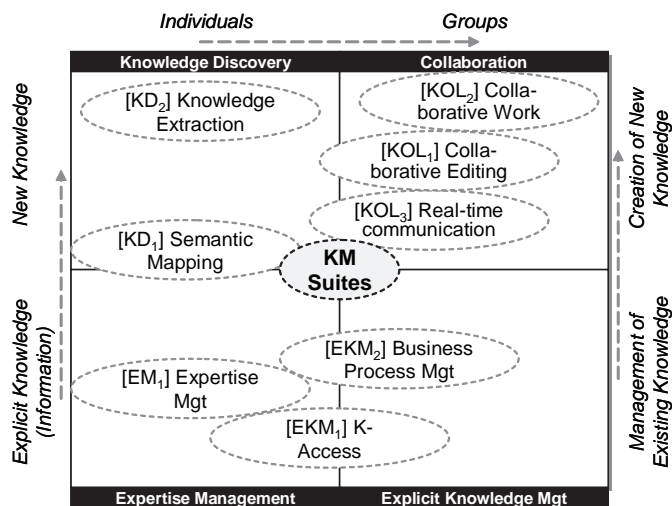 Individuals
Groups
Knowledge Discovery
Collaboration
[KD₂] Knowledge
Extraction
[KOL₂] Colla-
borative Work
[KOL₁] Colla-
borative Editing
[KOL₃] Real-time
communication
[KD₁] Semantic
Mapping
KM
Suites
[EKM₂] Business
Process Mgt
[EM₁] Expertise
Mgt
[EKM₁] K-
Access
Expertise Management
Explicit Knowledge Mgt
New Knowledge
Explicit Knowledge
(Information)
Creation of New
Knowledge
Management of
Existing Knowledge